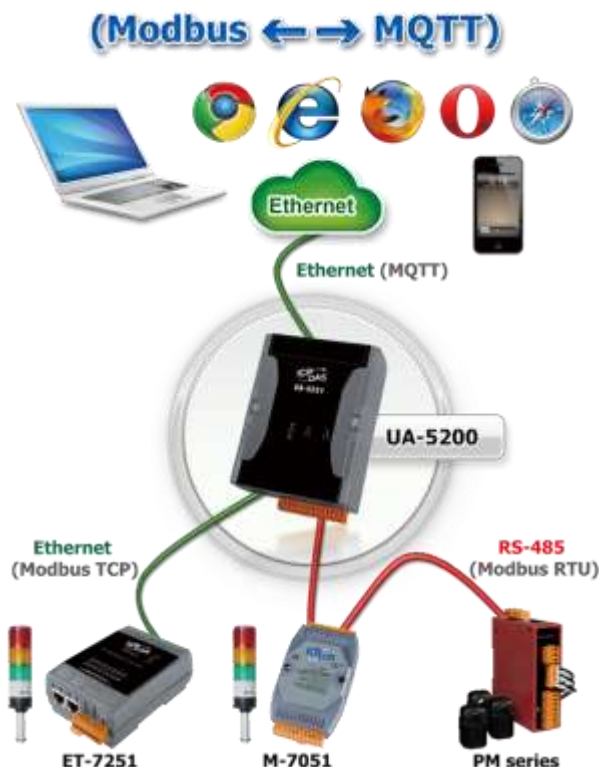 (Modbus ←→ MQTT)
Ethernet
Ethernet (MQTT)
UA-5200
Ethernet
(Modbus TCP)
RS-485
(Modbus RTU)
ET-7251
M-7051
PM series